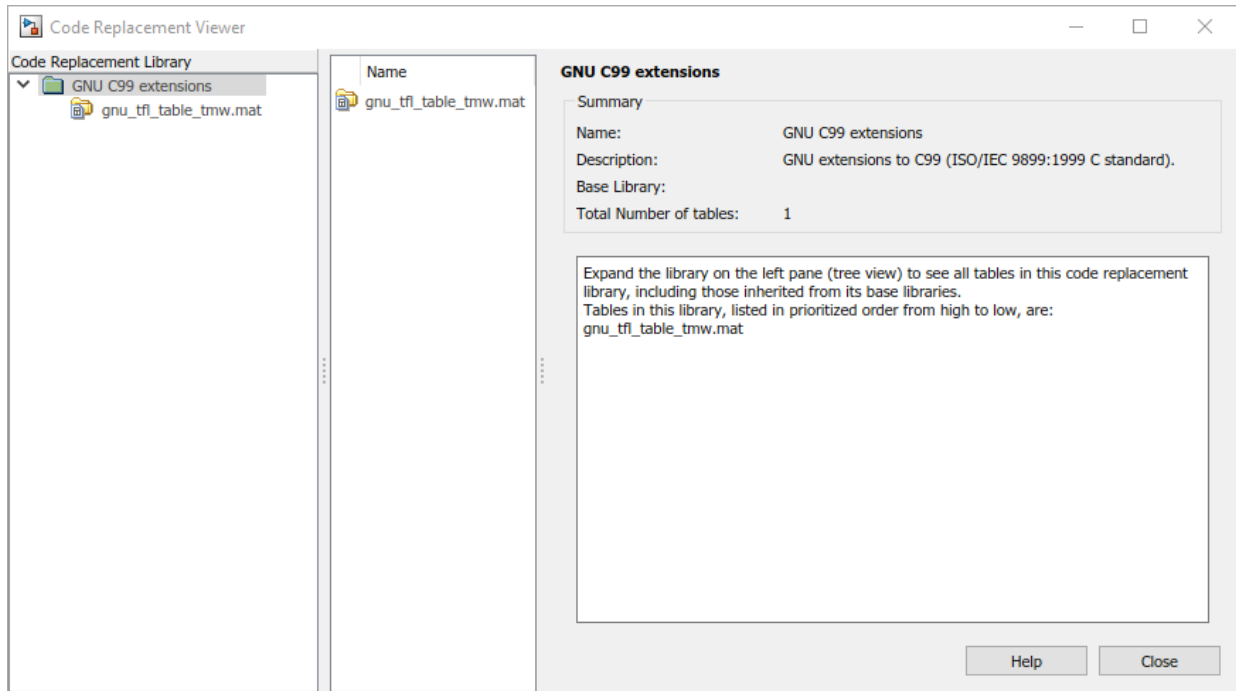 Code Replacement Viewer
Code Replacement Library
GNU C99 extensions
gnu_tfl_table_tmw.mat
Name
gnu_tfl_table_tmw.mat
GNU C99 extensions
Summary
Name: GNU C99 extensions
Description: GNU extensions to C99 (ISO/IEC 9899:1999 C standard).
Base Library:
Total Number of tables: 1
Expand the library on the left pane (tree view) to see all tables in this code replacement
library, including those inherited from its base libraries.
Tables in this library, listed in prioritized order from high to low, are:
gnu_tfl_table_tmw.mat
Help Close